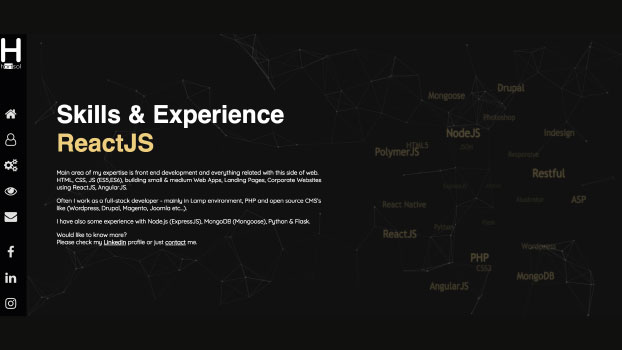 H
Skills & Experience
ReactJS
Main area of my expertise is front end development and everything related with this side of web.
HTML, CSS, JS (ES5,ES6), building small & medium Web Apps, Landing Pages, Corporate Websites
using ReactJS, AngularJS.
Often I work as a full-stack developer - mainly in Lamp environment, PHP and open source CMS's
like (Wordpress, Drupal, Magento, Joomla etc..).
I have also some experience with Node.js (ExpressJS), MongoDB (Mongoose), Python & Flask.
Would like to know more?
Please check my Linkedin profile or just contact me.
Drupal
Mongoose
Photoshop
NodeJS
Indesign
HTML5
JSON
PolymerJS
Responsive
Restful
Illustrator
ASP
React Native
Python
ReactJS
Wordpress
PHP
CSS3
MongoDB
AngularJS